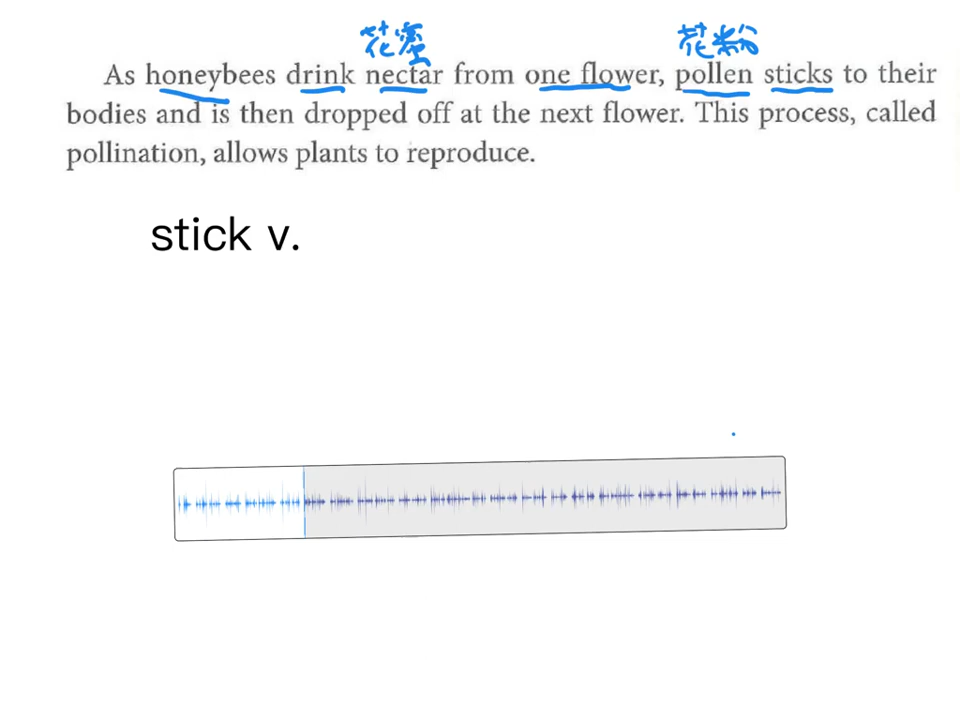 花蜜 花粉
As honeybees drink nectar from one flower, pollen sticks to their
bodies and is then dropped off at the next flower. This process, called
pollination, allows plants to reproduce.
stick v.